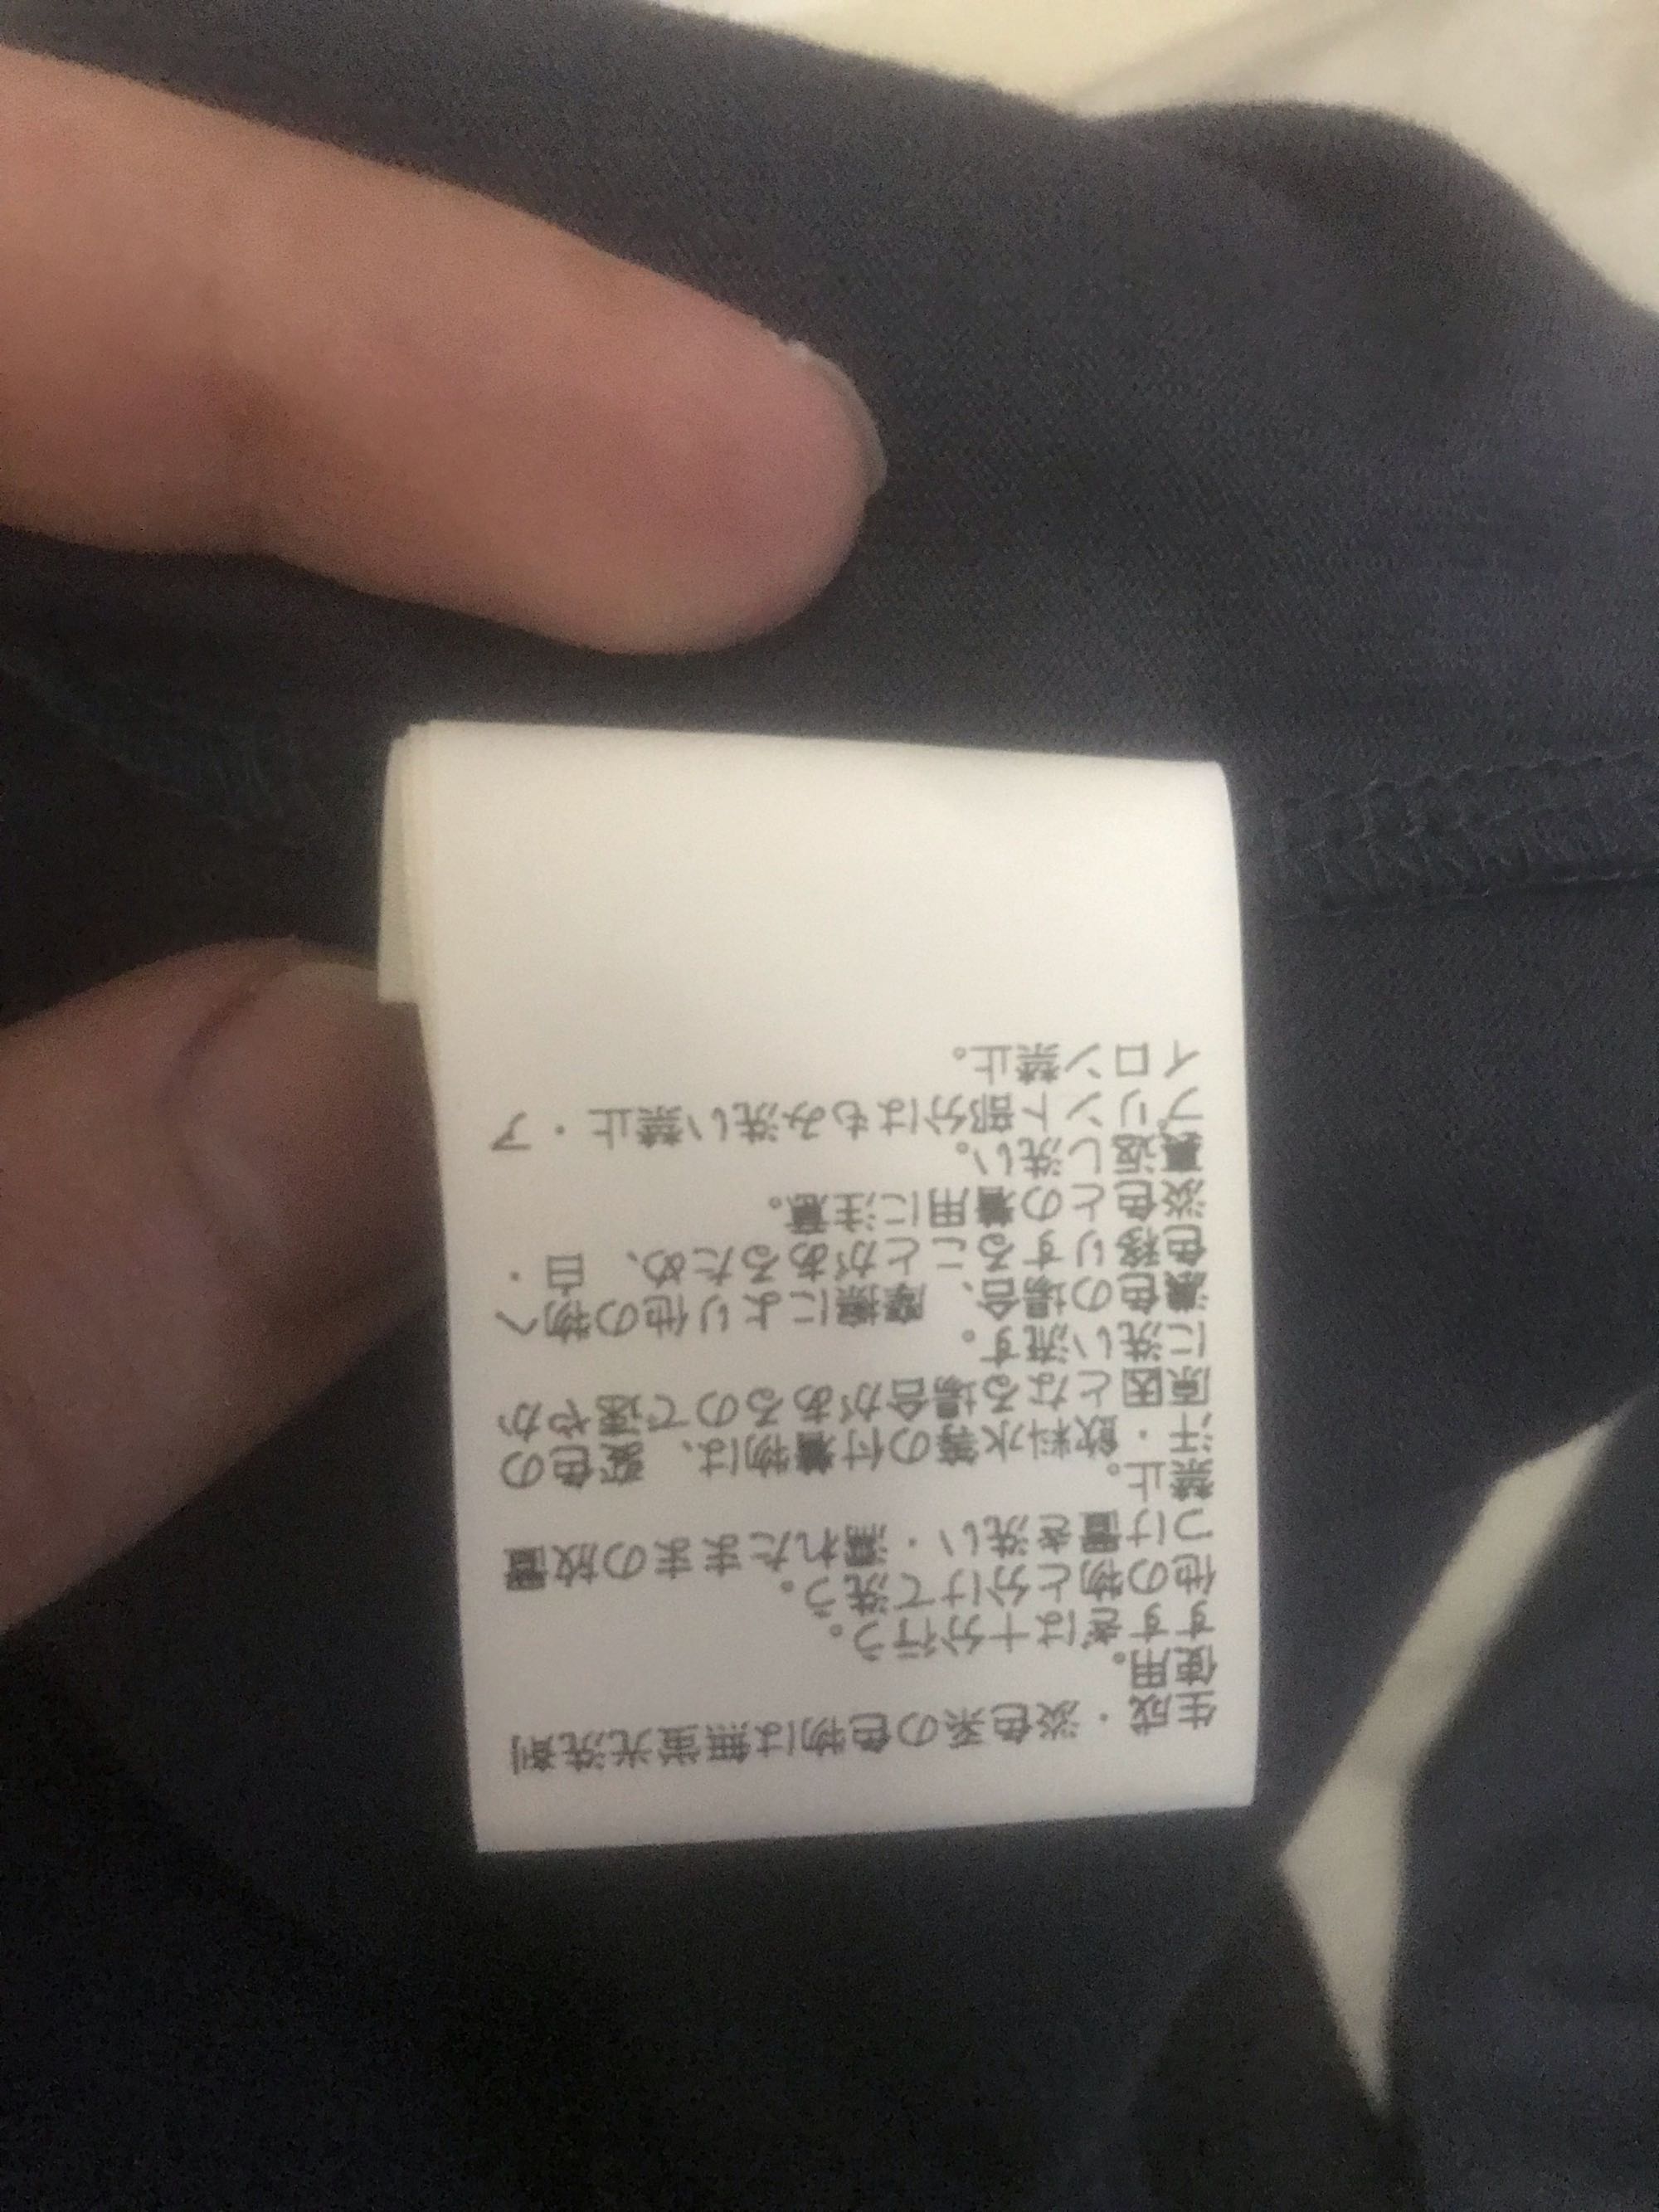 生成・淡色系の色物は無蛍光洗剤
使用。
すすぎは十分行う。
他の物と分けて洗う。
つけ置き洗い・濡れたままの放置
禁止。
汗・飲料水等の付着物は、変色の
原因となる場合があるので速やか
に洗い流す。
濃色の場合、摩擦により他の物へ
色移りすることがあるため、白・
淡色との着用に注意。
裏返し洗い。
プリント部分はもみ洗い禁止・ア
イロン禁止。